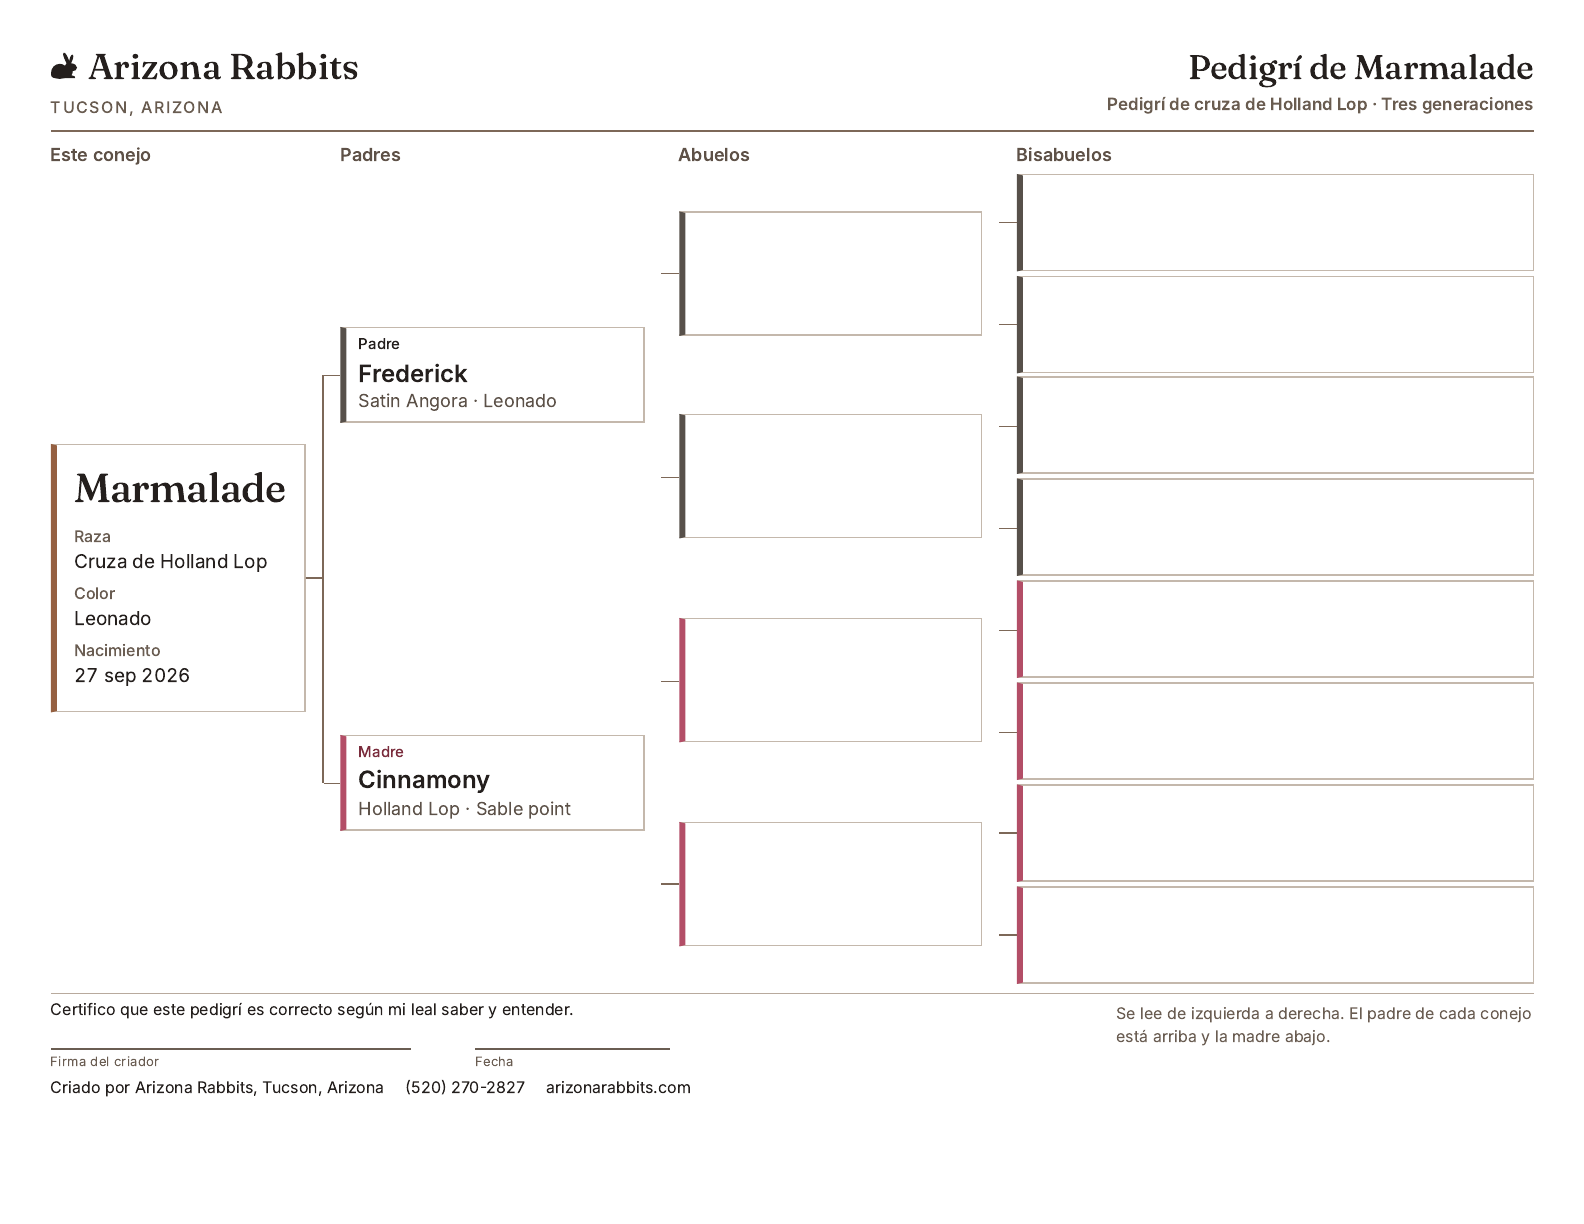 Arizona Rabbits
TUCSON, ARIZONA
Pedigrí de Marmalade
Pedigrí de cruza de Holland Lop · Tres generaciones
Este conejo
Padres
Abuelos
Bisabuelos
Marmalade
Raza
Cruza de Holland Lop
Color
Leonado
Nacimiento
27 sep 2026
Padre
Frederick
Satin Angora · Leonado
Madre
Cinnamony
Holland Lop · Sable point
Certifico que este pedigrí es correcto según mi leal saber y entender.
Firma del criador
Fecha
Criado por Arizona Rabbits, Tucson, Arizona (520) 270-2827 arizonarabbits.com
Se lee de izquierda a derecha. El padre de cada conejo
está arriba y la madre abajo.